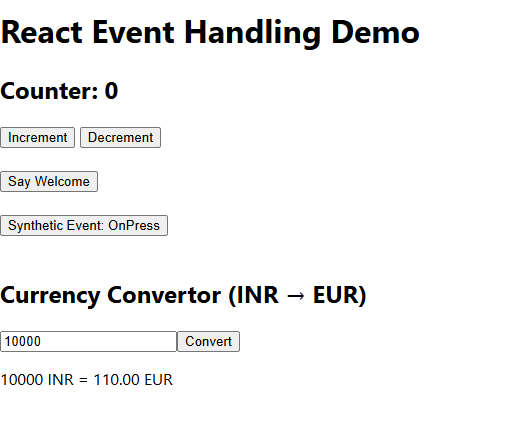 React Event Handling Demo
Counter: 0
Increment Decrement
Say Welcome
Synthetic Event: OnPress
Currency Convertor (INR → EUR)
10000 Convert
10000 INR = 110.00 EUR